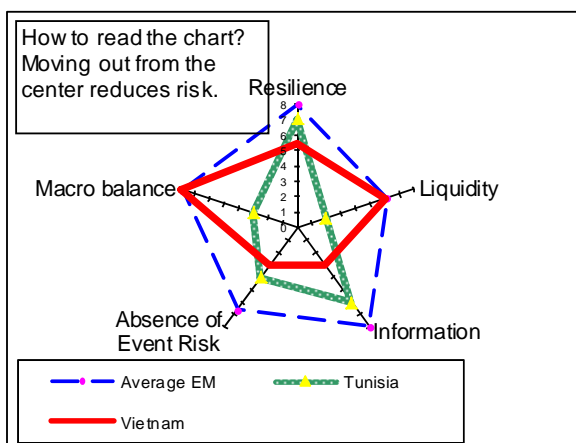 How to read the chart?
Moving out from the
center reduces risk.
Resilience
8
7
6
5
4
3
2
1
0
Macro balance
Liquidity
Absence of
Event Risk
Information
Average EM
Tunisia
Vietnam